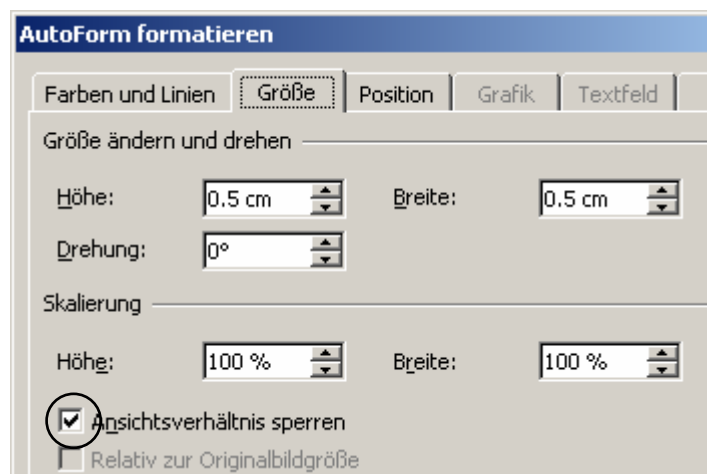 AutoForm formatieren
Farben und Linien Größe Position Grafik Textfeld
Größe ändern und drehen
Höhe: 0.5 cm Breite: 0.5 cm
Drehung: 0°
Skalierung
Höhe: 100 % Breite: 100 %
Ansichtsverhältnis sperren
Relativ zur Originalbildgröße